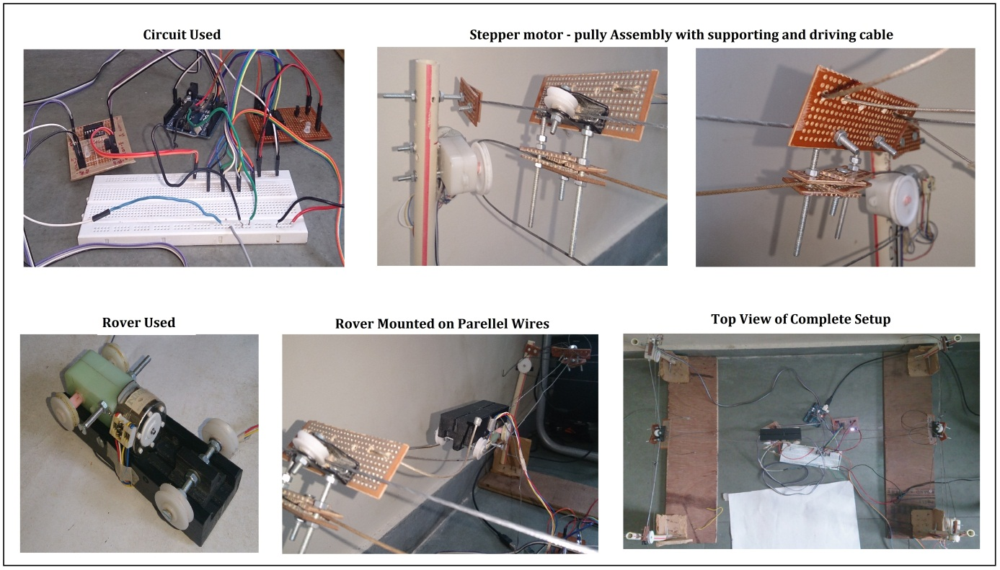 Circuit Used
Stepper motor - pully Assembly with supporting and driving cable
Rover Used
Rover Mounted on Parellel Wires
Top View of Complete Setup